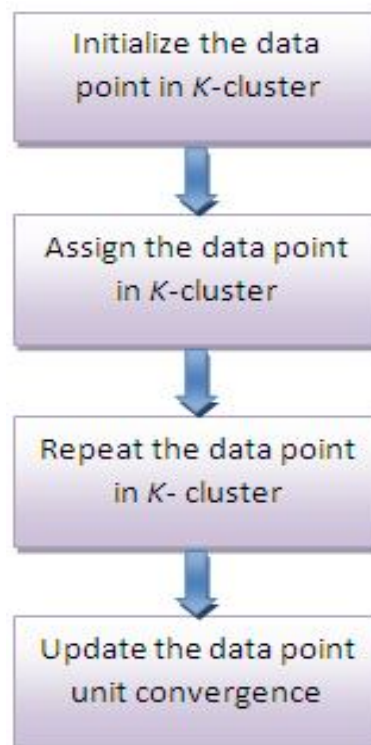 Initialize the data
point in K-cluster
Assign the data point
in K-cluster
Repeat the data point
in K- cluster
Update the data point
unit convergence